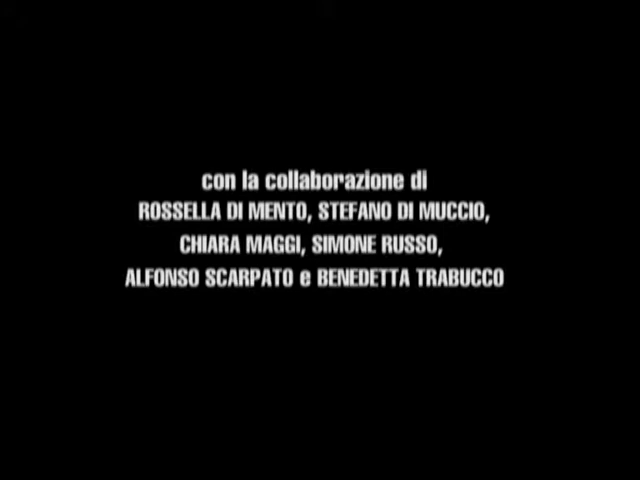 con la collaborazione di
ROSSELLA DI MENTO, STEFANO DI MUCCIO,
CHIARA MAGGI, SIMONE RUSSO,
ALFONSO SCARPATO e BENEDETTA TRABUCCO